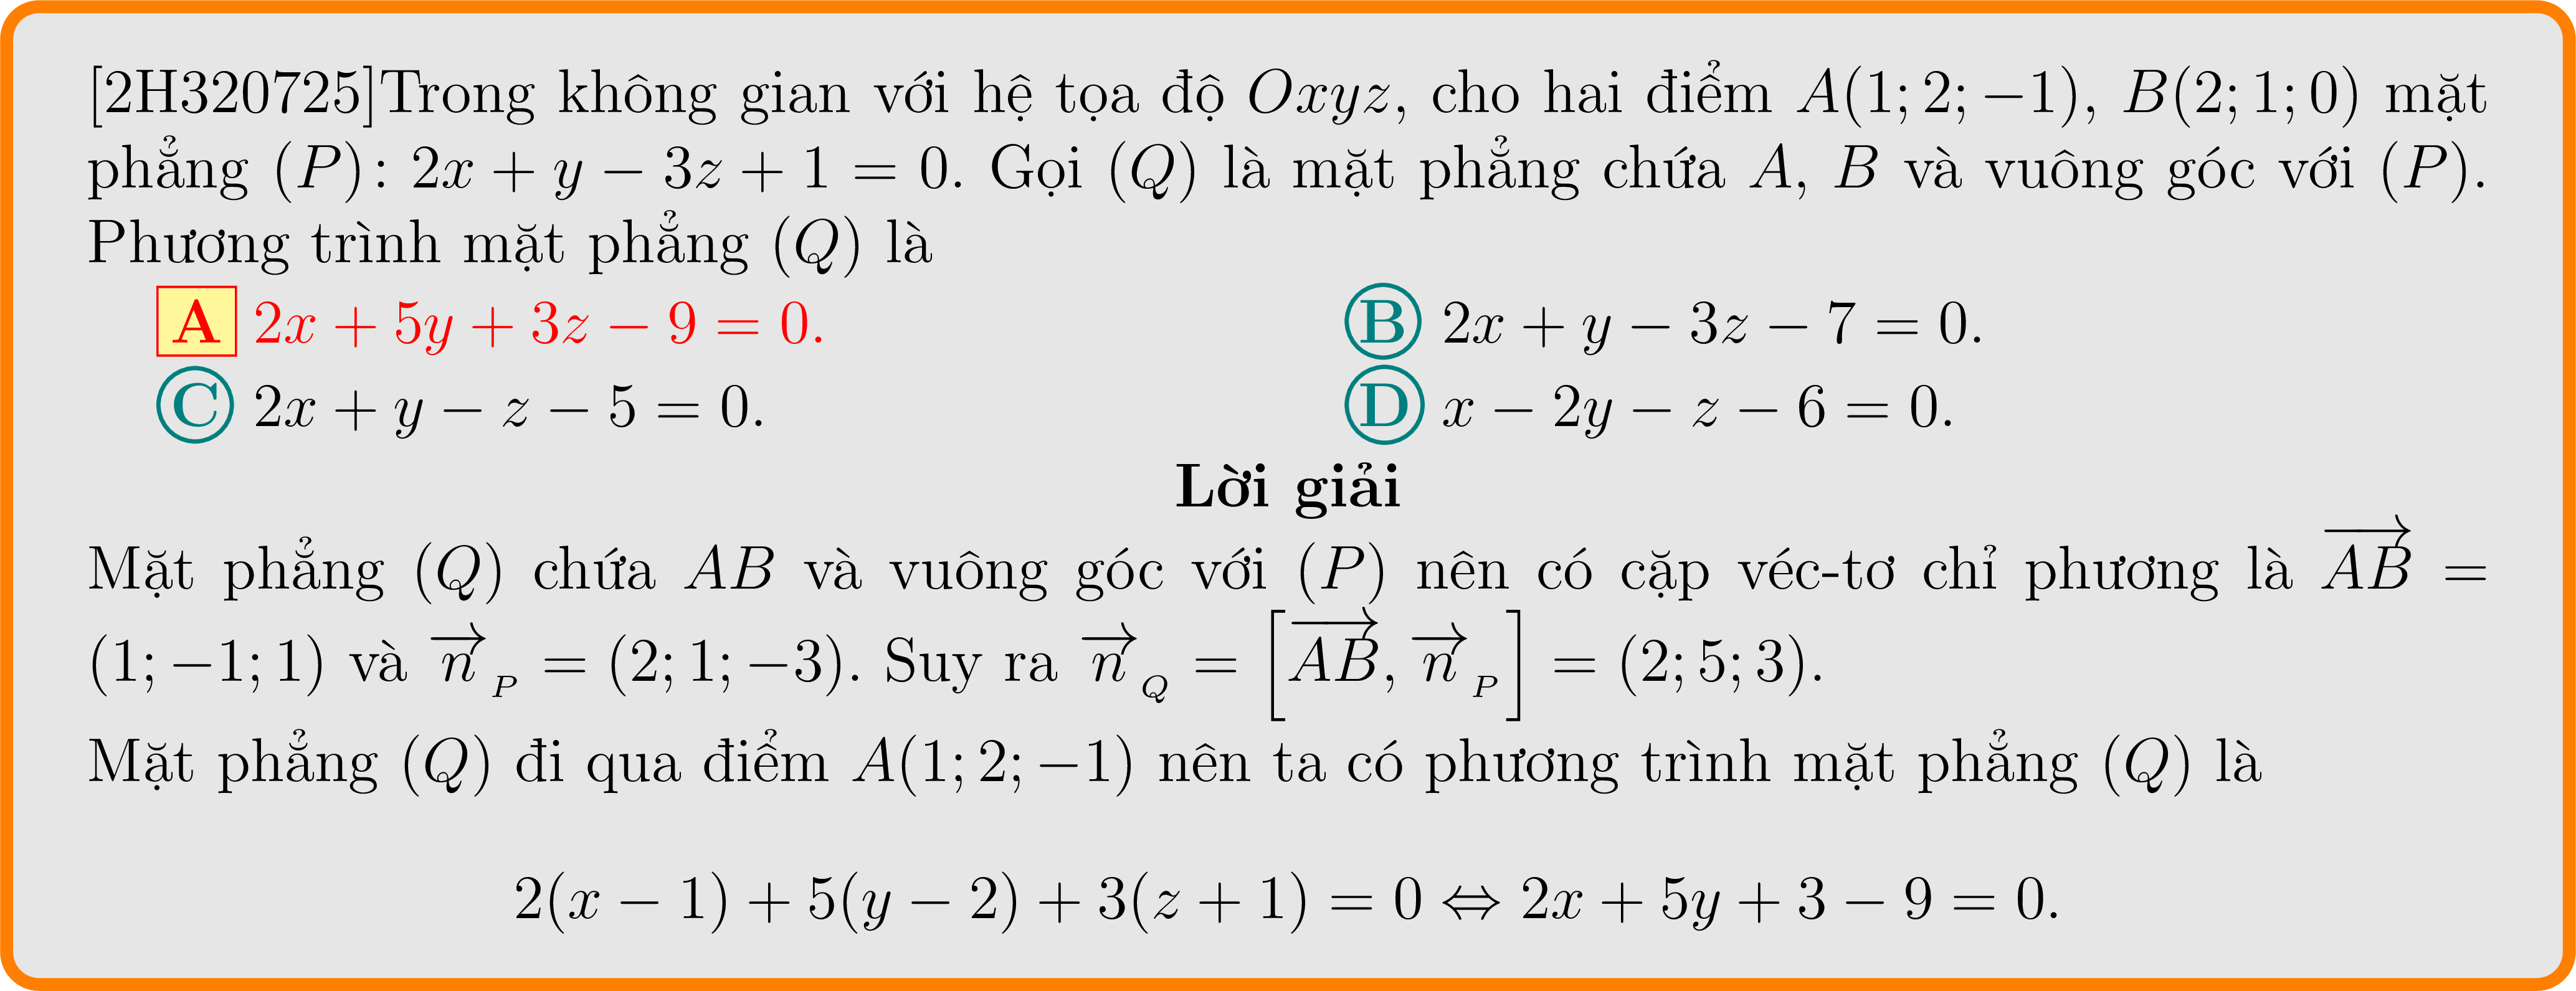 [2H320725]Trong không gian với hệ tọa độ Oxyz, cho hai điểm A(1; 2; −1), B(2; 1; 0) mặt
phẳng (P): 2x + y − 3z + 1 = 0. Gọi (Q) là mặt phẳng chứa A, B và vuông góc với (P).
Phương trình mặt phẳng (Q) là
A 2x + 5y + 3z − 9 = 0. B 2x + y − 3z − 7 = 0.
C 2x + y − z − 5 = 0. D x − 2y − z − 6 = 0.
Lời giải
Mặt phẳng (Q) chứa AB và vuông góc với (P) nên có cặp véc-tơ chỉ phương là $\overrightarrow{AB}$ =
(1; −1; 1) và $\overrightarrow{n}_P$ = (2; 1; −3). Suy ra $\overrightarrow{n}_Q$ = [$\overrightarrow{AB}$, $\overrightarrow{n}_P$] = (2; 5; 3).
Mặt phẳng (Q) đi qua điểm A(1; 2; −1) nên ta có phương trình mặt phẳng (Q) là
2(x − 1) + 5(y − 2) + 3(z + 1) = 0 ⇔ 2x + 5y + 3 − 9 = 0.